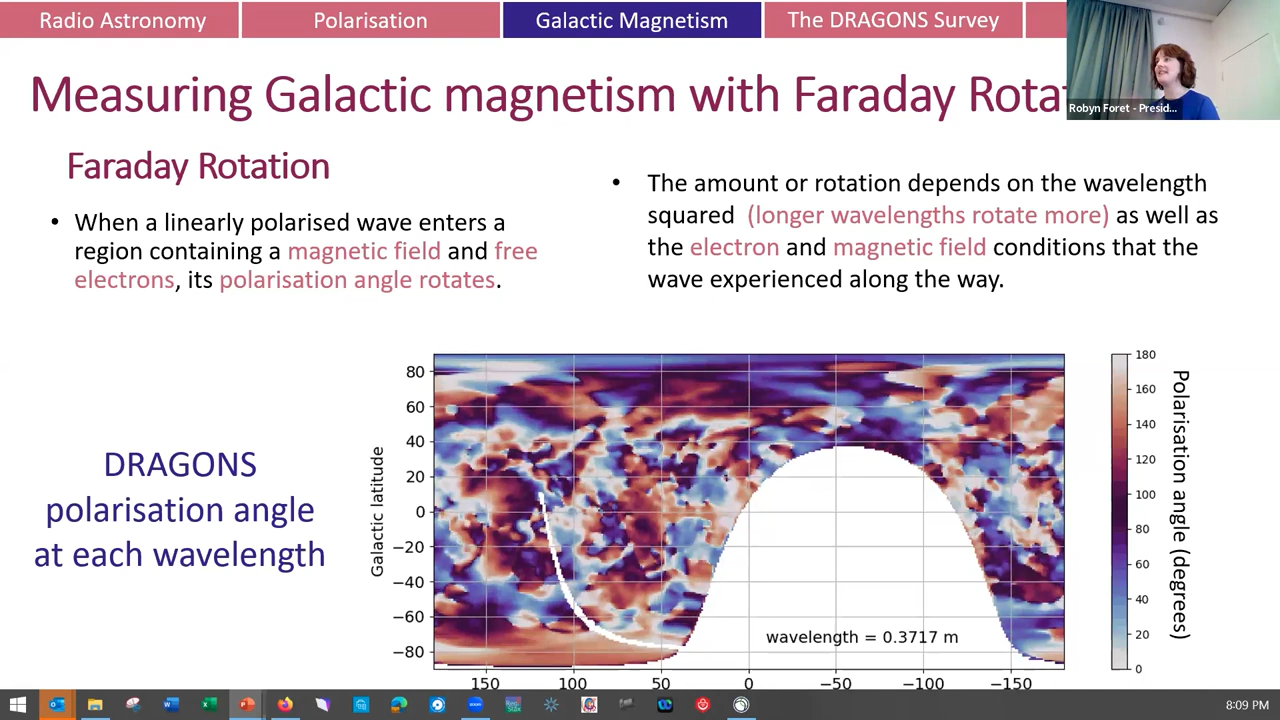 Radio Astronomy
Polarisation
Galactic Magnetism
The DRAGONS Survey
Robyn Foret - Presid...
Measuring Galactic magnetism with Faraday Rota
Faraday Rotation
• When a linearly polarised wave enters a
region containing a magnetic field and free
electrons, its polarisation angle rotates.
• The amount or rotation depends on the wavelength
squared (longer wavelengths rotate more) as well as
the electron and magnetic field conditions that the
wave experienced along the way.
DRAGONS
polarisation angle
at each wavelength
Galactic latitude
80
60
40
20
0
−20
−40
−60
−80
wavelength = 0.3717 m
150
100
50
0
−50
−100
−150
180
160
140
120
100
80
60
40
20
0
Polarisation angle (degrees)
8:09 PM